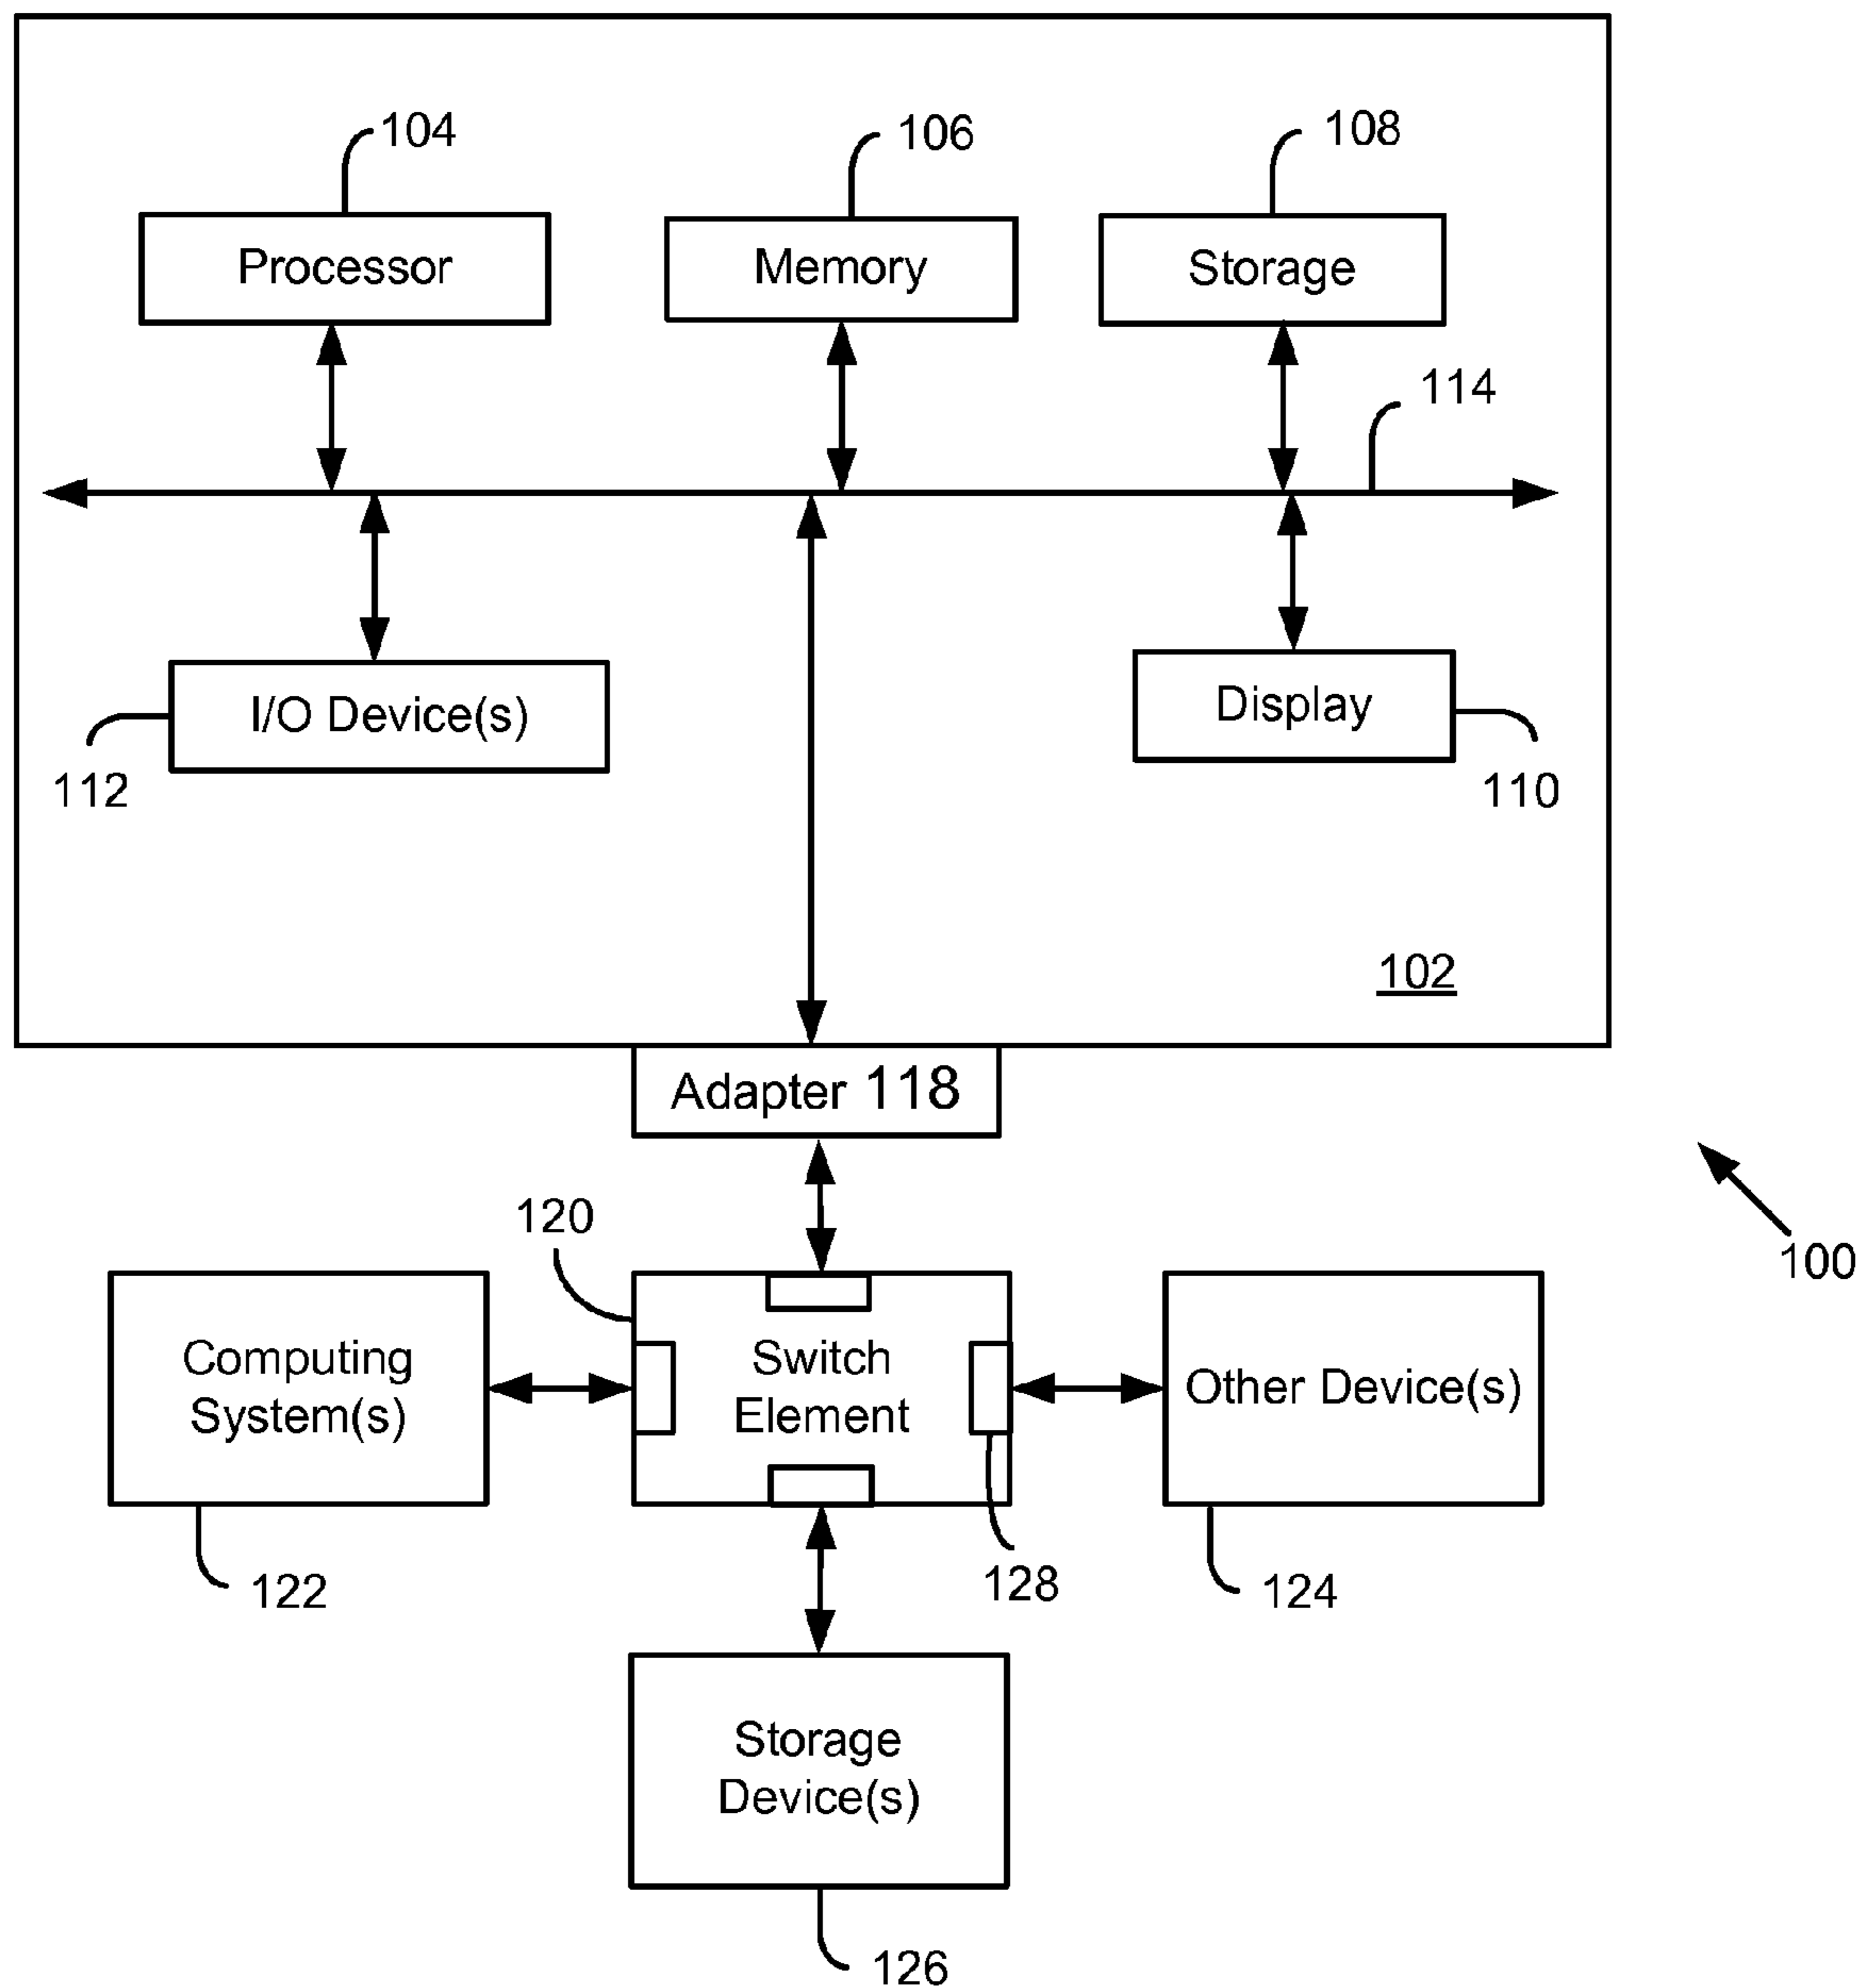 104
106
108
Processor
Memory
Storage
114
I/O Device(s)
Display
112
110
102
Adapter 118
120
100
Computing
System(s)
Switch
Element
Other Device(s)
122
128
124
Storage
Device(s)
126